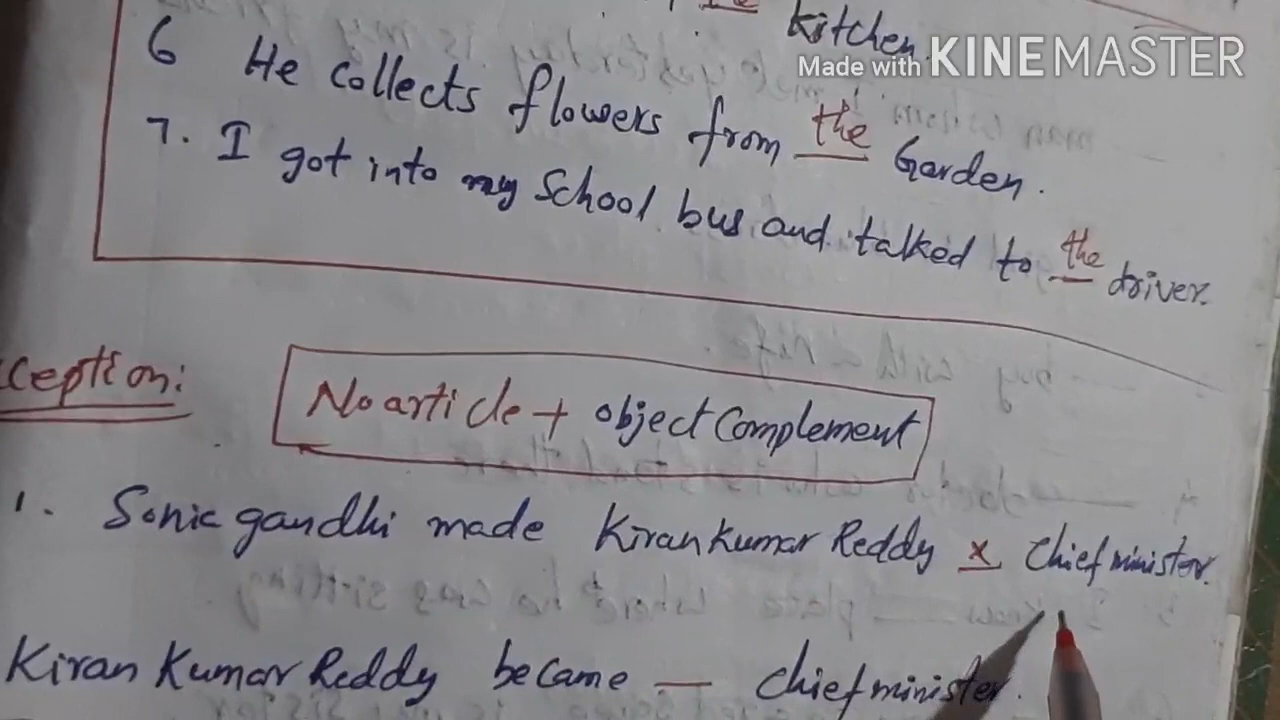 the kitchen
Made with KINEMASTER
6 He collects flowers from the Garden.
7. I got into my School bus and talked to the driver.
ception:
No article + object Complement
1. Sonia gandhi made Kiran Kumar Reddy x Chief minister.
Kiran Kumar Reddy became — Chief minister.